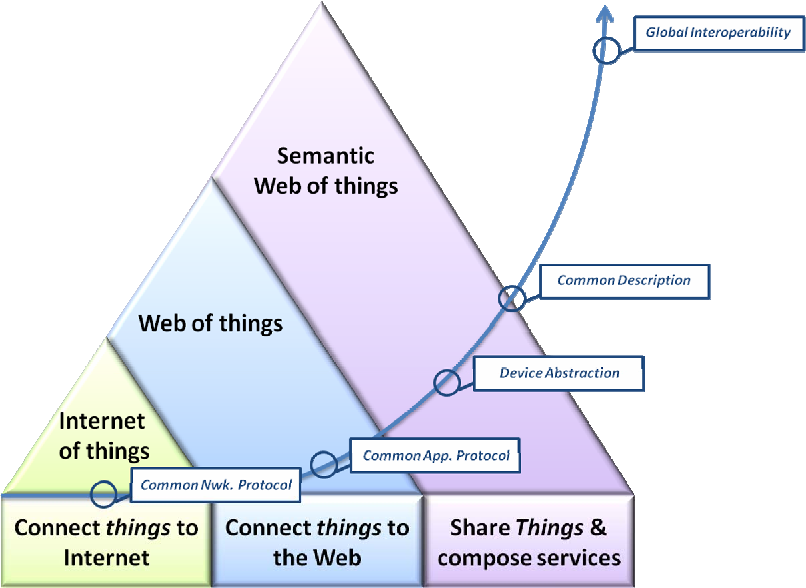 Global Interoperability
Semantic
Web of things
Common Description
Web of things
Device Abstraction
Internet
of things
Common App. Protocol
Common Nwk. Protocol
Connect things to
Internet
Connect things to
the Web
Share Things &
compose services